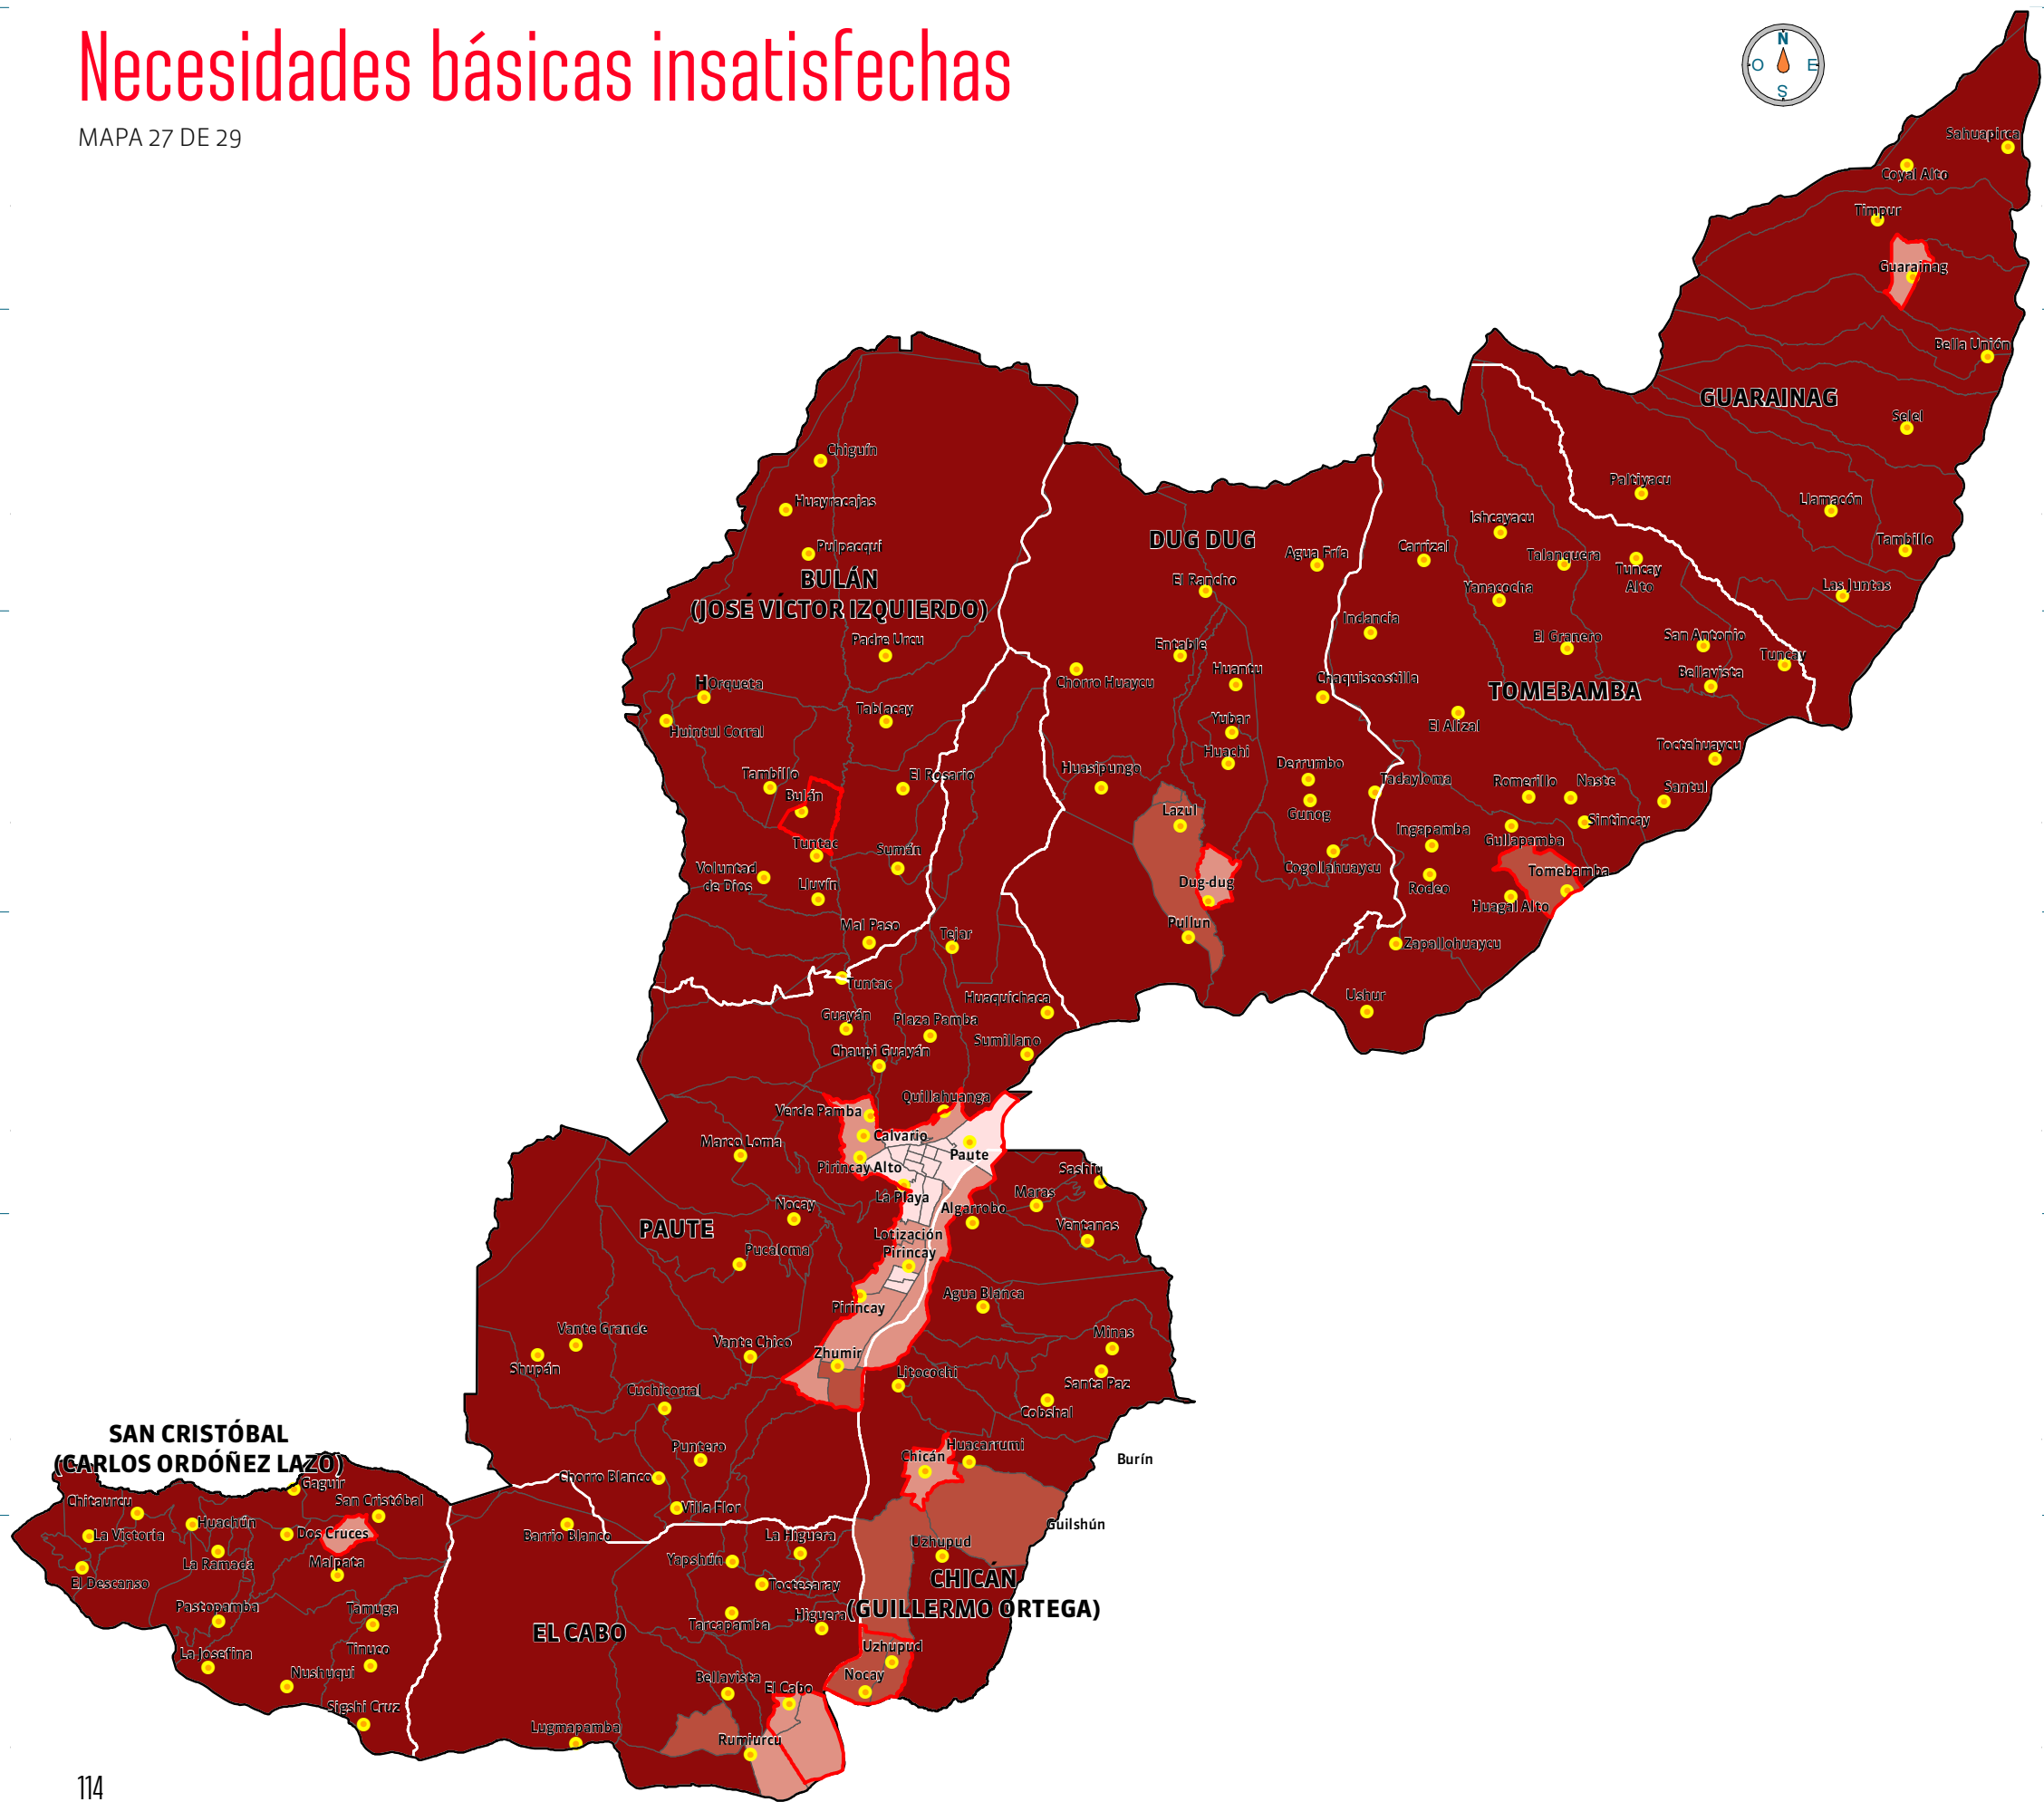 Necesidades básicas insatisfechas
MAPA 27 DE 29
N
O
E
S
Sahuapirca
Coyal Alto
Timpur
Guarainag
Bella Unión
GUARAINAG
Selel
Chiguín
Paltiyacu
Huayracajas
Llamacón
Ishcayacu
DUG DUG
Tambillo
Pulpacqui
Carrizal
Agua Fría
Talanquera
Tuncay
Alto
BULÁN
(JOSÉ VÍCTOR IZQUIERDO)
El Rancho
Yanacocha
Las Juntas
Indancia
Padre Urcu
Entable
El Granero
San Antonio
Tuncay
Huantu
Bellavista
Chaquiscostilla
HOrqueta
Chorro Huaycu
TOMEBAMBA
Tablacay
Yubar
El Alizal
Huintul Corral
Huachi
Toctehuaycu
Derrumbo
Huasipungo
Tambillo
El Rosario
Tadayloma
Romerillo
Naste
Santul
Bulán
Lazul
Gunog
Sintincay
Ingapamba
Gullapamba
Tuntac
Sumán
Cogollahuaycu
Voluntad
de Dios
Tomebamba
Lluvín
Dug-dug
Rodeo
Huagal Alto
Pullun
Mal Paso
Tejar
Zapallohuaycu
Tuntac
Huaquichaca
Ushur
Guayán
Plaza Pamba
Sumillano
Chaupi Guayán
Quillahuanga
Verde Pamba
Calvario
Marco Loma
Paute
Pirincay Alto
Sashiu
La Playa
Maras
Nocay
Algarrobo
Ventanas
PAUTE
Lotización
Pirincay
Pucaloma
Agua Blanca
Pirincay
Vante Grande
Minas
Vante Chico
Zhumir
Shupán
Litocochi
Santa Paz
Cuchicorral
Cobshal
SAN CRISTÓBAL
(CARLOS ORDÓÑEZ LAZO)
Puntero
Chicán
Huacarrumi
Burín
Chorro Blanco
Gaguir
Chitaurcu
San Cristóbal
Villa Flor
Huachún
Guilshún
La Victoria
Dos Cruces
Barrio Blanco
La Higuera
Uzhupud
La Ramada
Malpata
Yapshún
El Descanso
CHICÁN
(GUILLERMO ORTEGA)
Toctesaray
Pastopamba
Tamuga
Tarcapamba
Higuera
EL CABO
La Josefina
Tinuco
Uzhupud
Nushuqui
Bellavista
Nocay
El Cabo
Sigshi Cruz
Lugmapamba
Rumiurcu
114